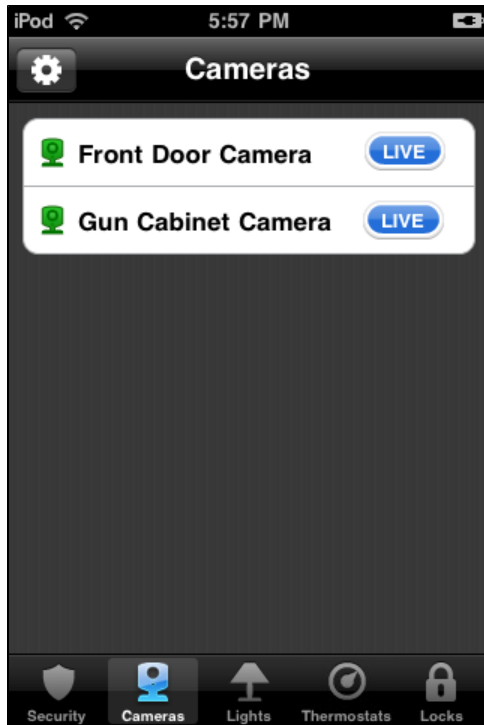 iPod 5:57 PM
Cameras
Front Door Camera LIVE
Gun Cabinet Camera LIVE
Security Cameras Lights Thermostats Locks